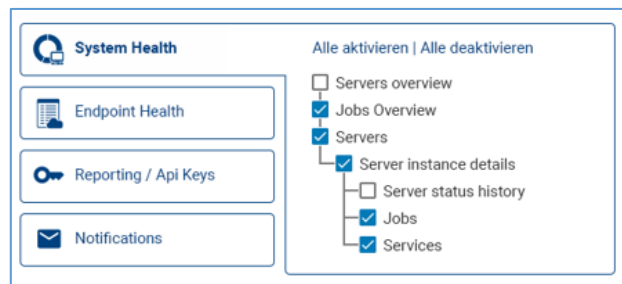 System Health
Endpoint Health
Reporting / Api Keys
Notifications
Alle aktivieren | Alle deaktivieren
Servers overview
Jobs Overview
Servers
Server instance details
Server status history
Jobs
Services